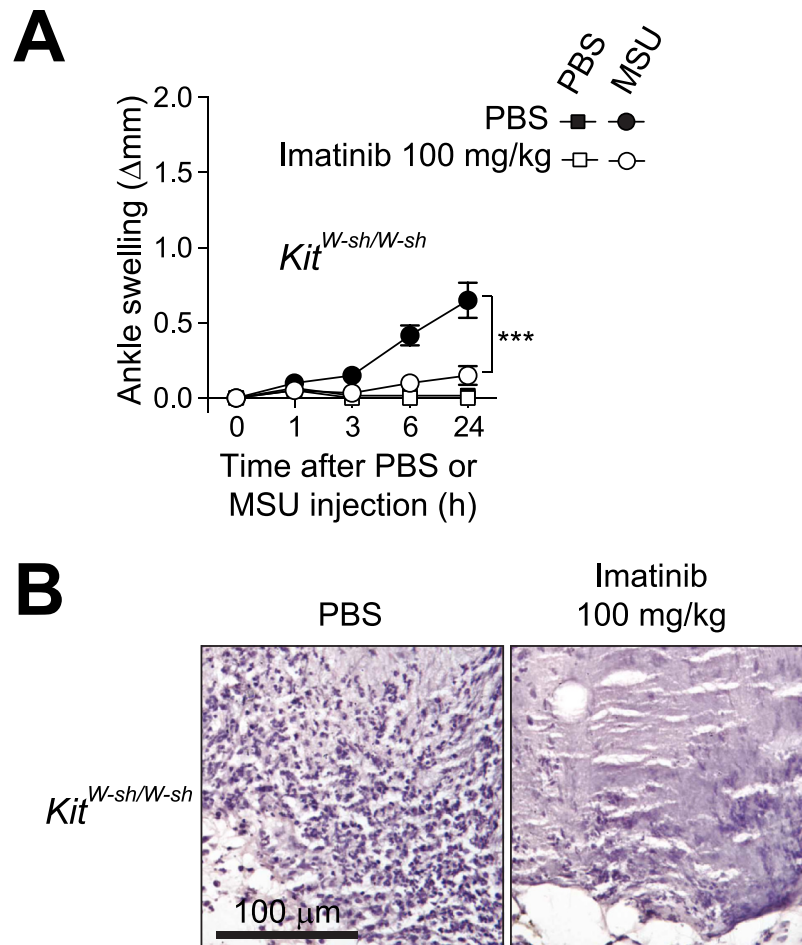 A
PBS MSU
PBS
Imatinib 100 mg/kg
2.0
1.5
1.0
0.5
0.0
Ankle swelling (Δmm)
Kit W-sh/W-sh
***
0 1 3 6 24
Time after PBS or
MSU injection (h)
B
PBS
Imatinib
100 mg/kg
Kit W-sh/W-sh
100 μm